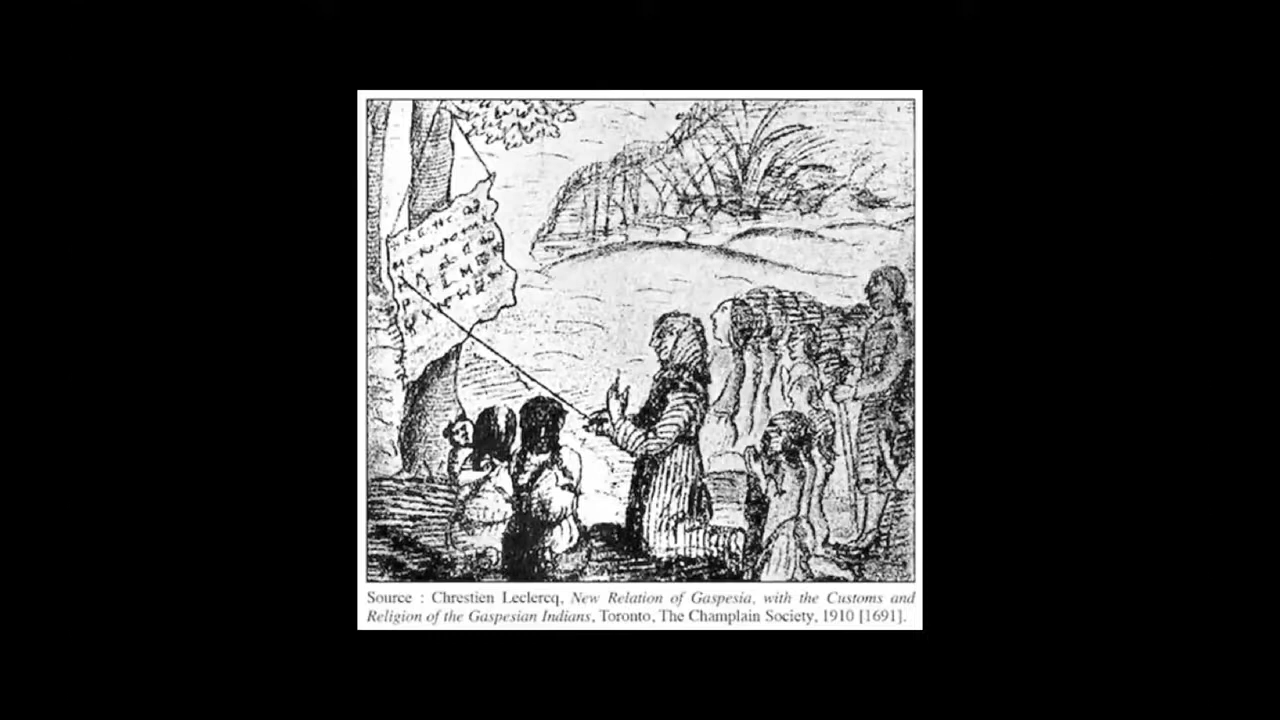 Source : Chrestien Leclercq, New Relation of Gaspesia, with the Customs and
Religion of the Gaspesian Indians, Toronto, The Champlain Society, 1910 [1691].